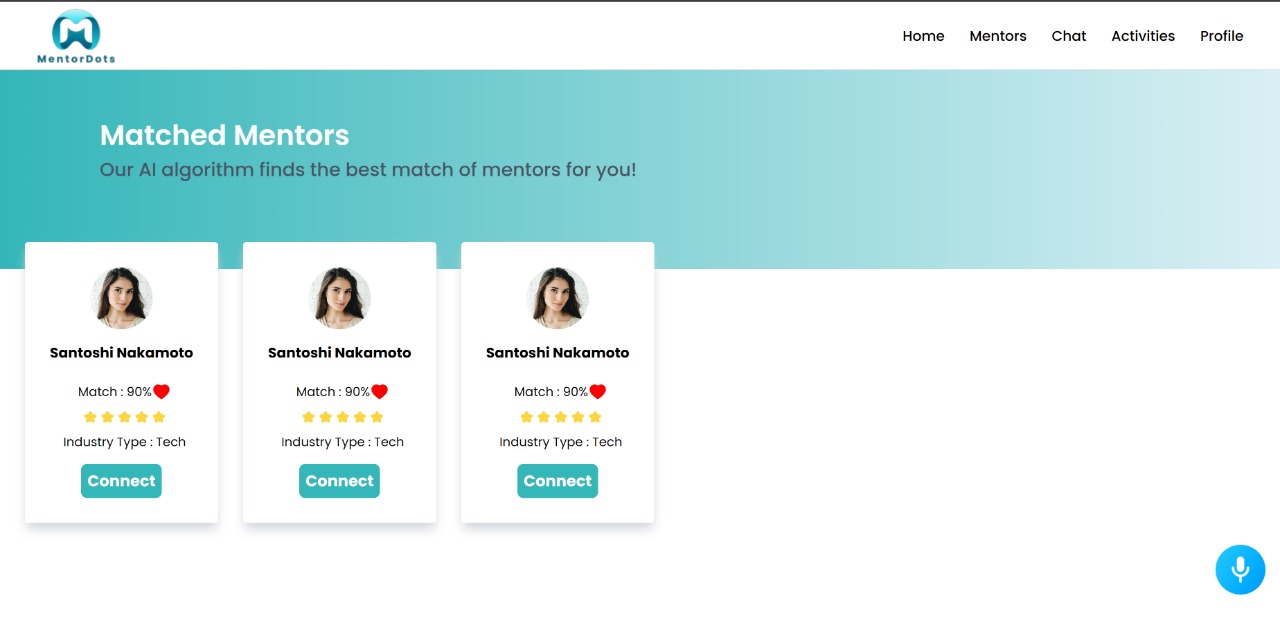 MentorDots
Home Mentors Chat Activities Profile
Matched Mentors
Our AI algorithm finds the best match of mentors for you!
Santoshi Nakamoto
Match : 90%
Industry Type : Tech
Connect
Santoshi Nakamoto
Match : 90%
Industry Type : Tech
Connect
Santoshi Nakamoto
Match : 90%
Industry Type : Tech
Connect